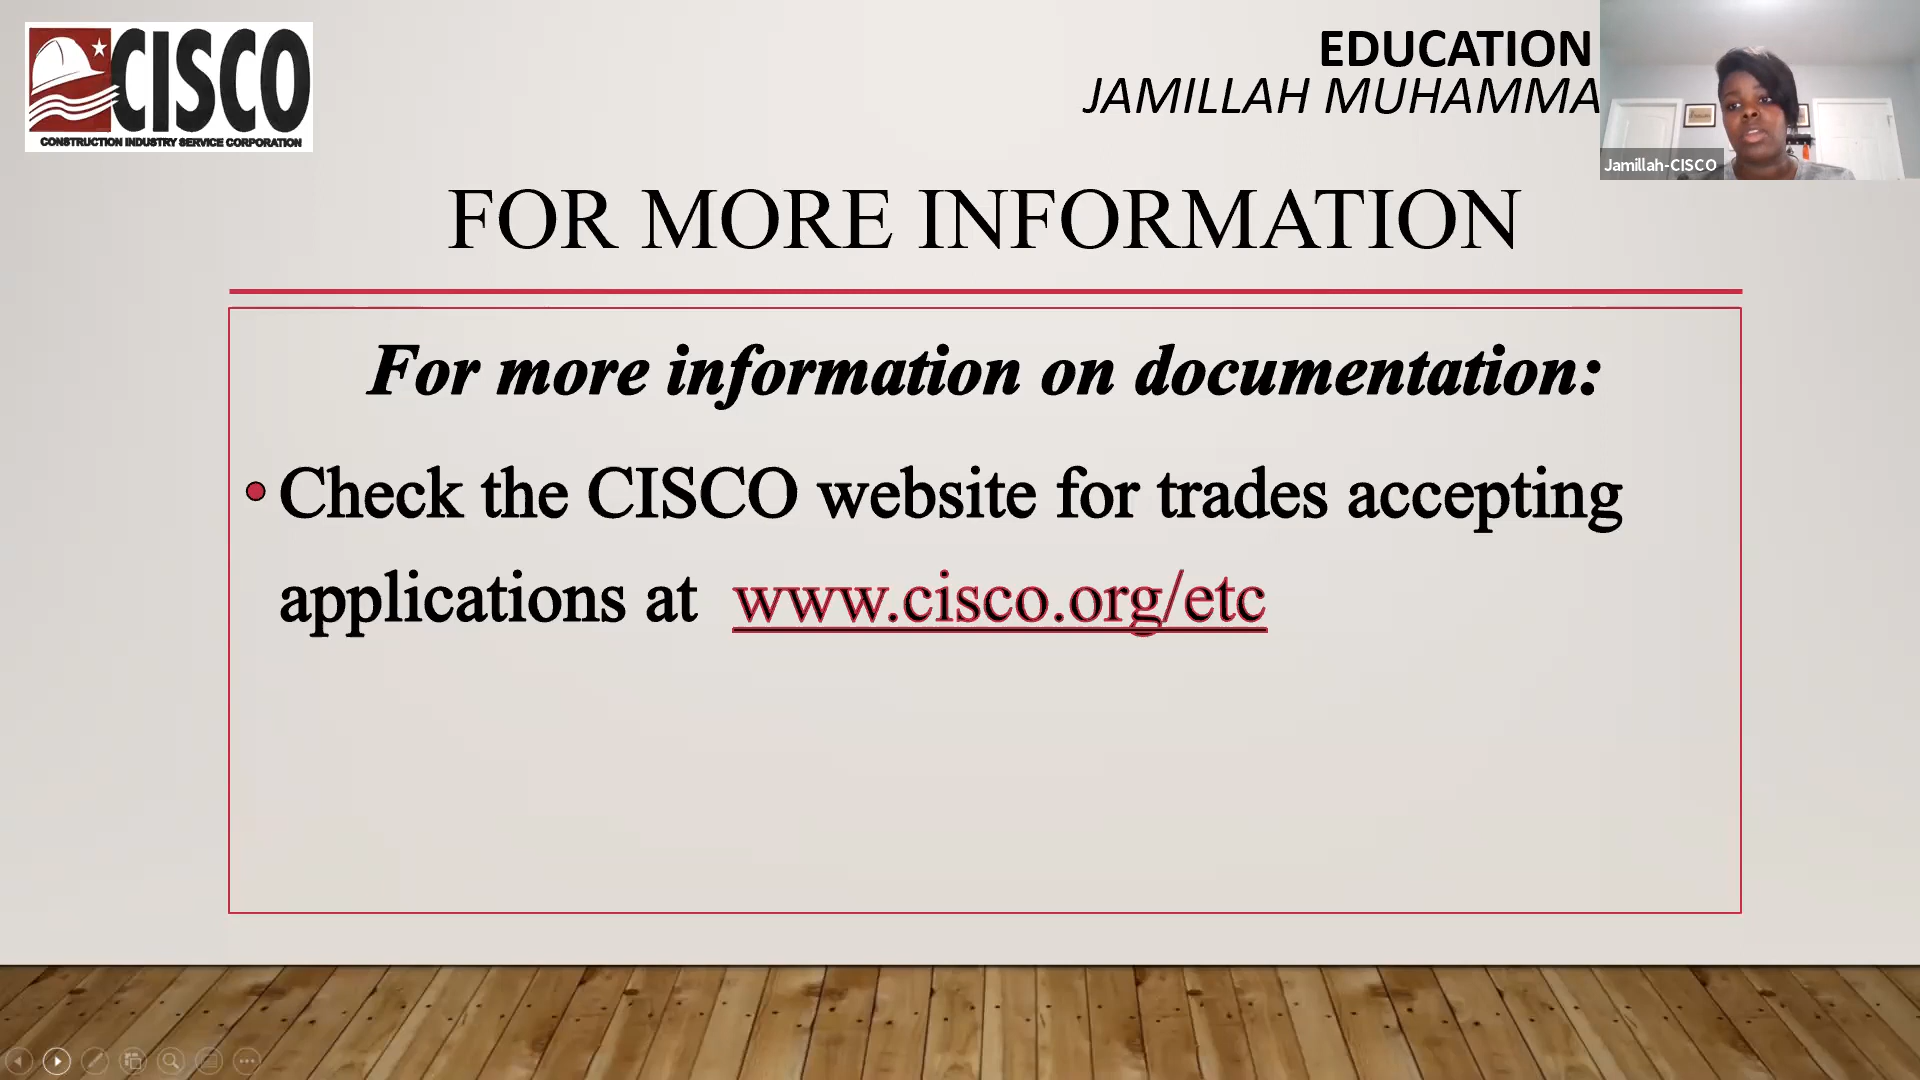 CISCO
CONSTRUCTION INDUSTRY SERVICE CORPORATION
EDUCATION
JAMILLAH MUHAMMA
Jamillah-CISCO
FOR MORE INFORMATION
For more information on documentation:
• Check the CISCO website for trades accepting
applications at www.cisco.org/etc